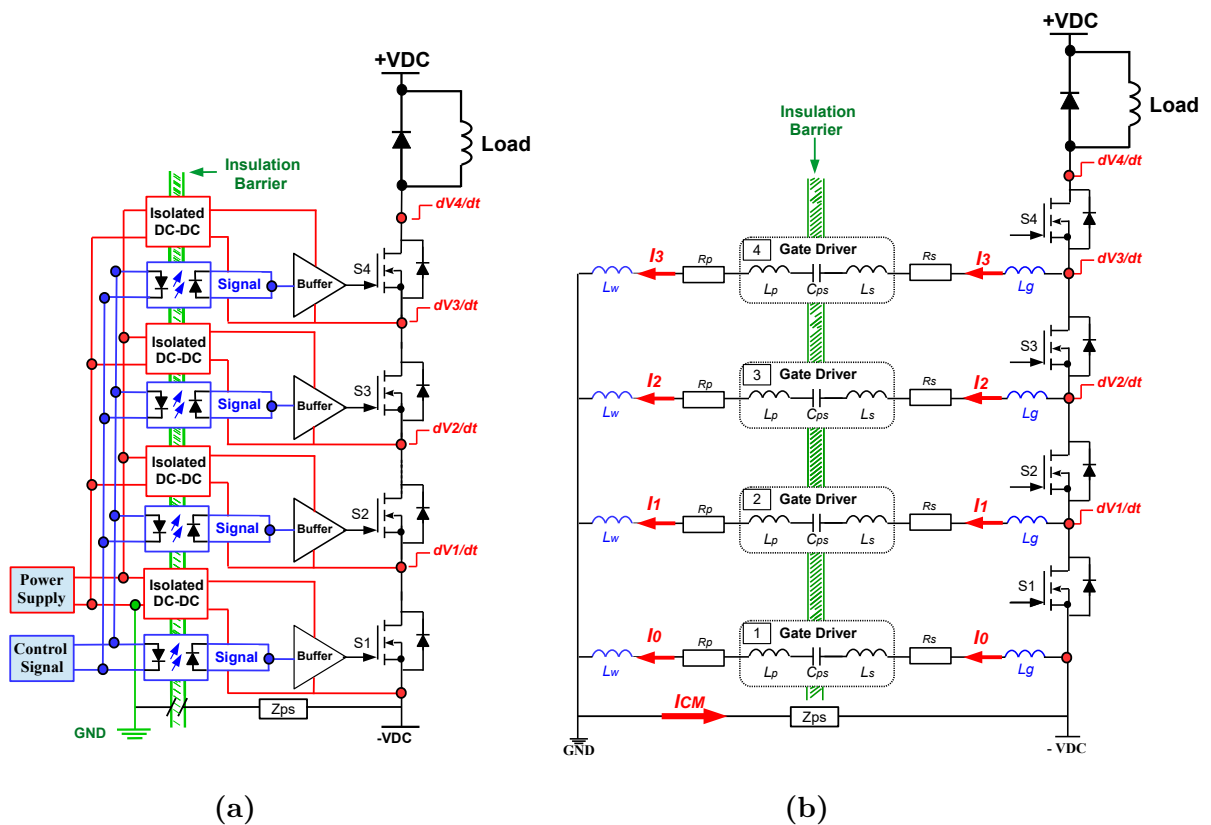 +VDC
Load
Insulation
Barrier
dV4/dt
Isolated
DC-DC
Signal
Buffer
S4
dV3/dt
Isolated
DC-DC
Signal
Buffer
S3
dV2/dt
Isolated
DC-DC
Signal
Buffer
S2
dV1/dt
Power
Supply
Isolated
DC-DC
Control
Signal
Signal
Buffer
S1
Zps
GND
-VDC
(a)
+VDC
Load
Insulation
Barrier
dV4/dt
S4
4 Gate Driver
I3 Rp Rs I3 dV3/dt
Lw Lp Cps Ls Lg
S3
3 Gate Driver
I2 Rp Rs I2 dV2/dt
Lw Lp Cps Ls Lg
S2
2 Gate Driver
I1 Rp Rs I1 dV1/dt
Lw Lp Cps Ls Lg
S1
1 Gate Driver
I0 Rp Rs I0
Lw Lp Cps Ls Lg
ICM
Zps
GND
- VDC
(b)